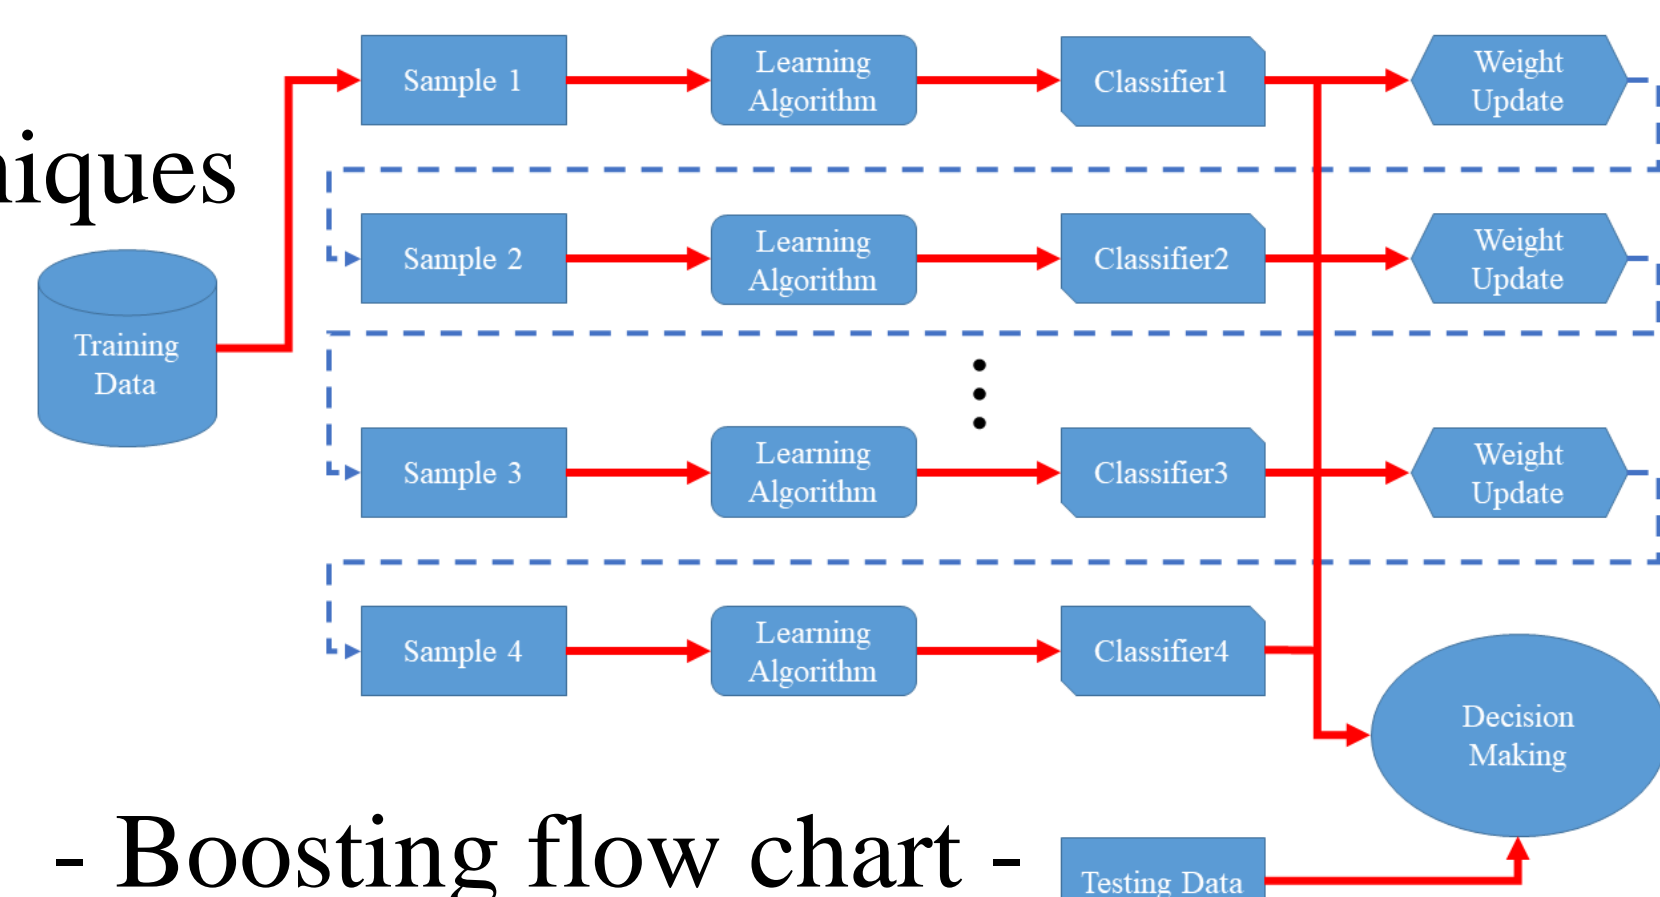 Sample 1
Learning
Algorithm
Classifier1
Weight
Update
Sample 2
Learning
Algorithm
Classifier2
Weight
Update
Training
Data
Sample 3
Learning
Algorithm
Classifier3
Weight
Update
Sample 4
Learning
Algorithm
Classifier4
Decision
Making
- Boosting flow chart -
Testing Data